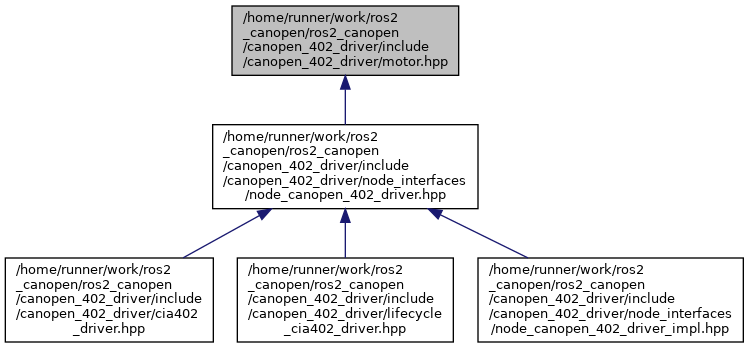 /home/runner/work/ros2
_canopen/ros2_canopen
/canopen_402_driver/include
/canopen_402_driver/motor.hpp
/home/runner/work/ros2
_canopen/ros2_canopen
/canopen_402_driver/include
/canopen_402_driver/node_interfaces
/node_canopen_402_driver.hpp
/home/runner/work/ros2
_canopen/ros2_canopen
/canopen_402_driver/include
/canopen_402_driver/cia402
_driver.hpp
/home/runner/work/ros2
_canopen/ros2_canopen
/canopen_402_driver/include
/canopen_402_driver/lifecycle
_cia402_driver.hpp
/home/runner/work/ros2
_canopen/ros2_canopen
/canopen_402_driver/include
/canopen_402_driver/node_interfaces
/node_canopen_402_driver_impl.hpp